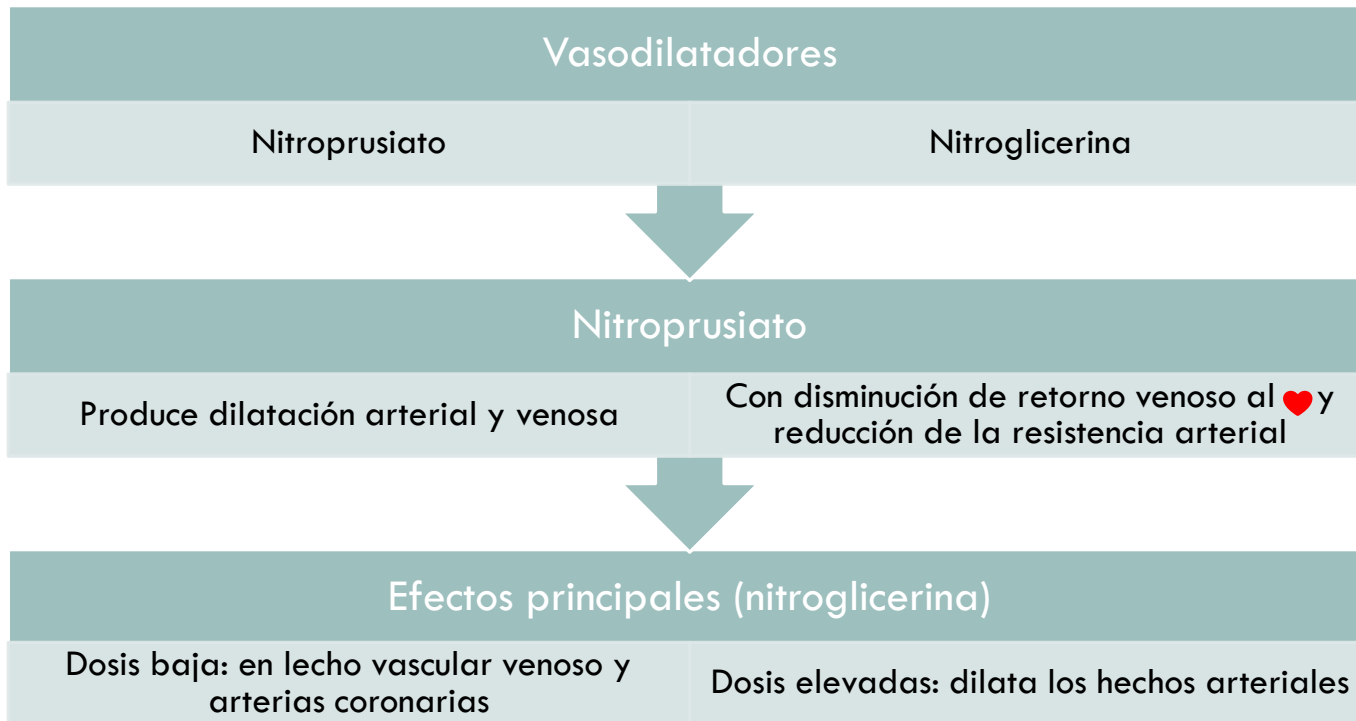 Vasodilatadores
Nitroprusiato
Nitroglicerina
Nitroprusiato
Produce dilatación arterial y venosa
Con disminución de retorno venoso al ❤ y
reducción de la resistencia arterial
Efectos principales (nitroglicerina)
Dosis baja: en lecho vascular venoso y
arterias coronarias
Dosis elevadas: dilata los hechos arteriales